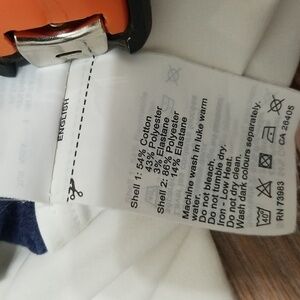 ENGLISH
Shell 1: 54% Cotton
43% Polyester
3% Elastane
Shell 2: 86% Polyester
14% Elastane
Machine wash in luke warm
water.
Do not bleach.
Do not tumble dry.
Iron - Low Heat.
Do not dry clean.
Wash dark colours separately.
40
RN 73983
CA 26405